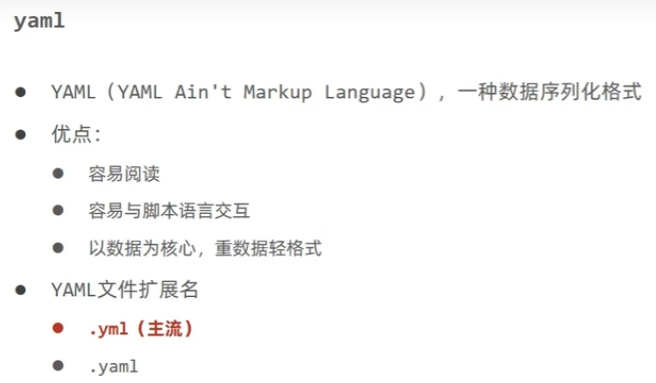 yaml
YAML（YAML Ain't Markup Language），一种数据序列化格式
优点：
容易阅读
容易与脚本语言交互
以数据为核心，重数据轻格式
YAML文件扩展名
.yml（主流）
.yaml